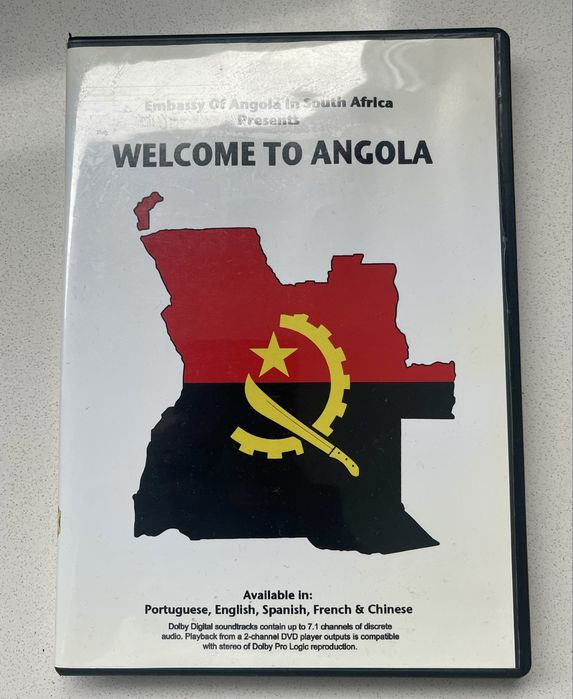 Embassy Of Angola in South Africa
Presents
WELCOME TO ANGOLA
Available in:
Portuguese, English, Spanish, French & Chinese
Dolby Digital soundtracks contain up to 7.1 channels of discrete
audio. Playback from a 2-channel DVD player outputs is compatible
with stereo of Dolby Pro Logic reproduction.